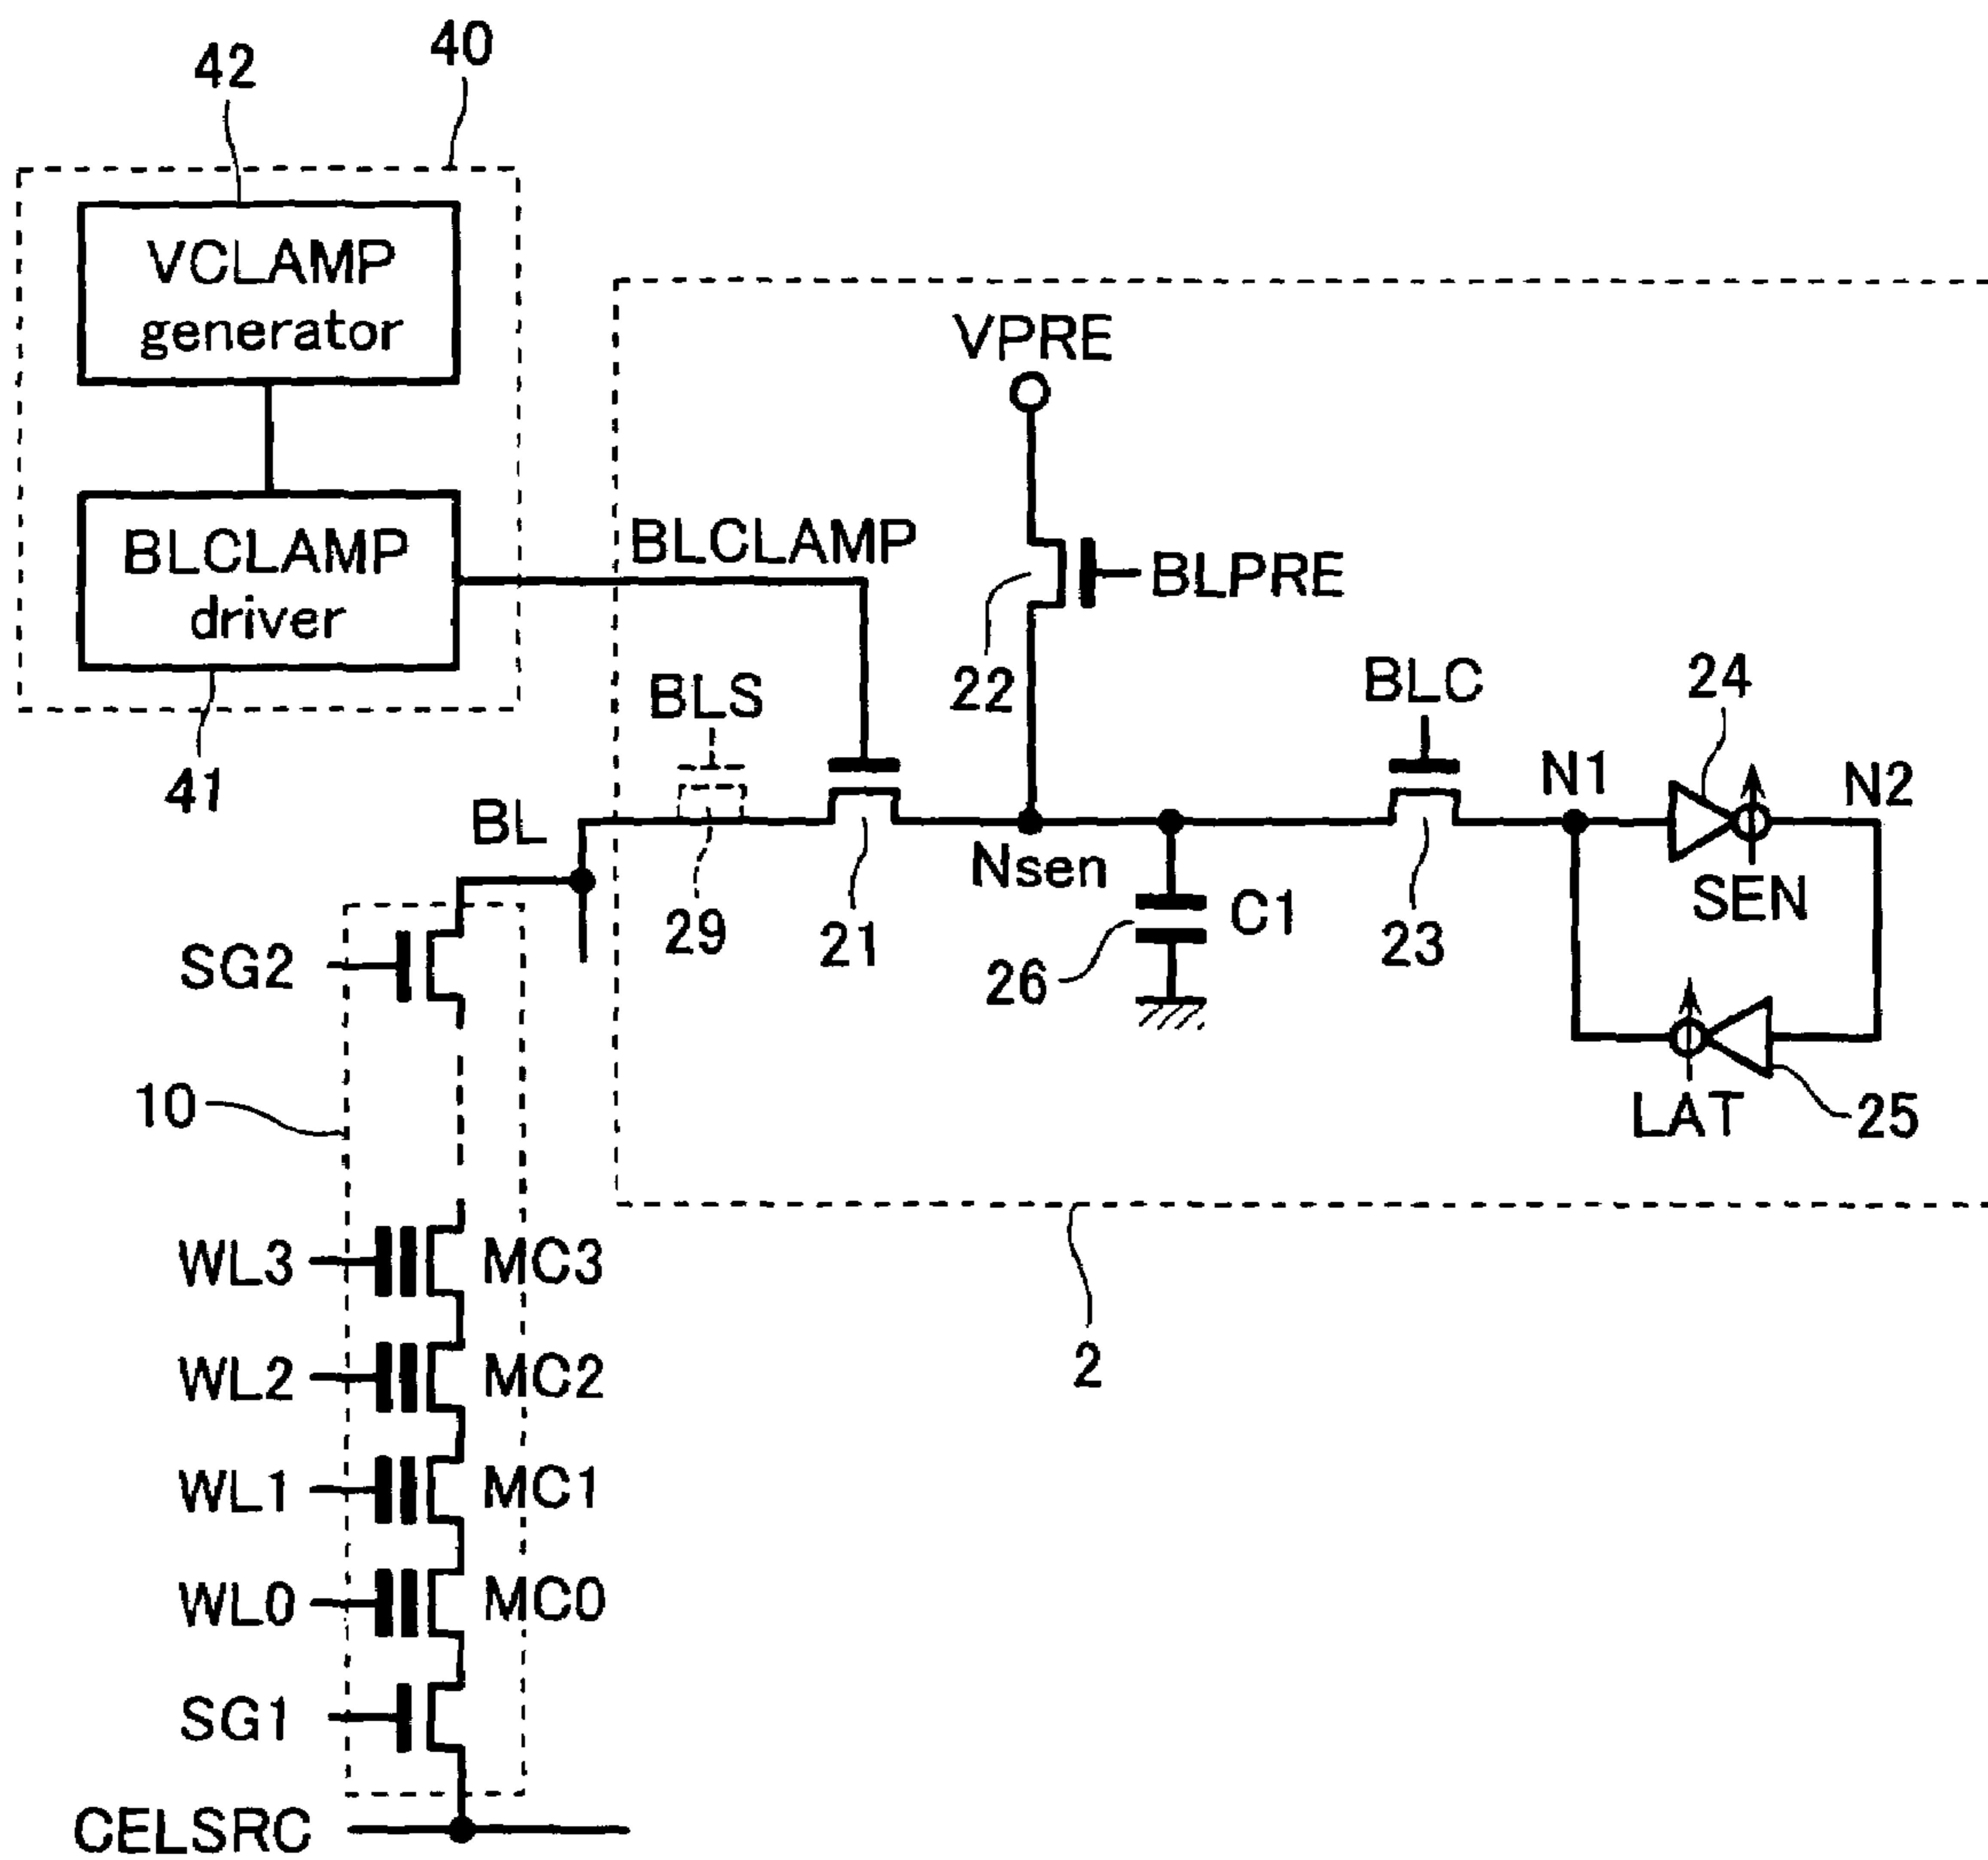 42
40
VCLAMP
generator
BLCLAMP
driver
41
BLCLAMP
VPRE
BLPRE
22
BLS
29
21
BL
Nsen
C1
26
BLC
23
N1
24
N2
SEN
LAT
25
2
SG2
10
WL3 MC3
WL2 MC2
WL1 MC1
WL0 MC0
SG1
CELSRC